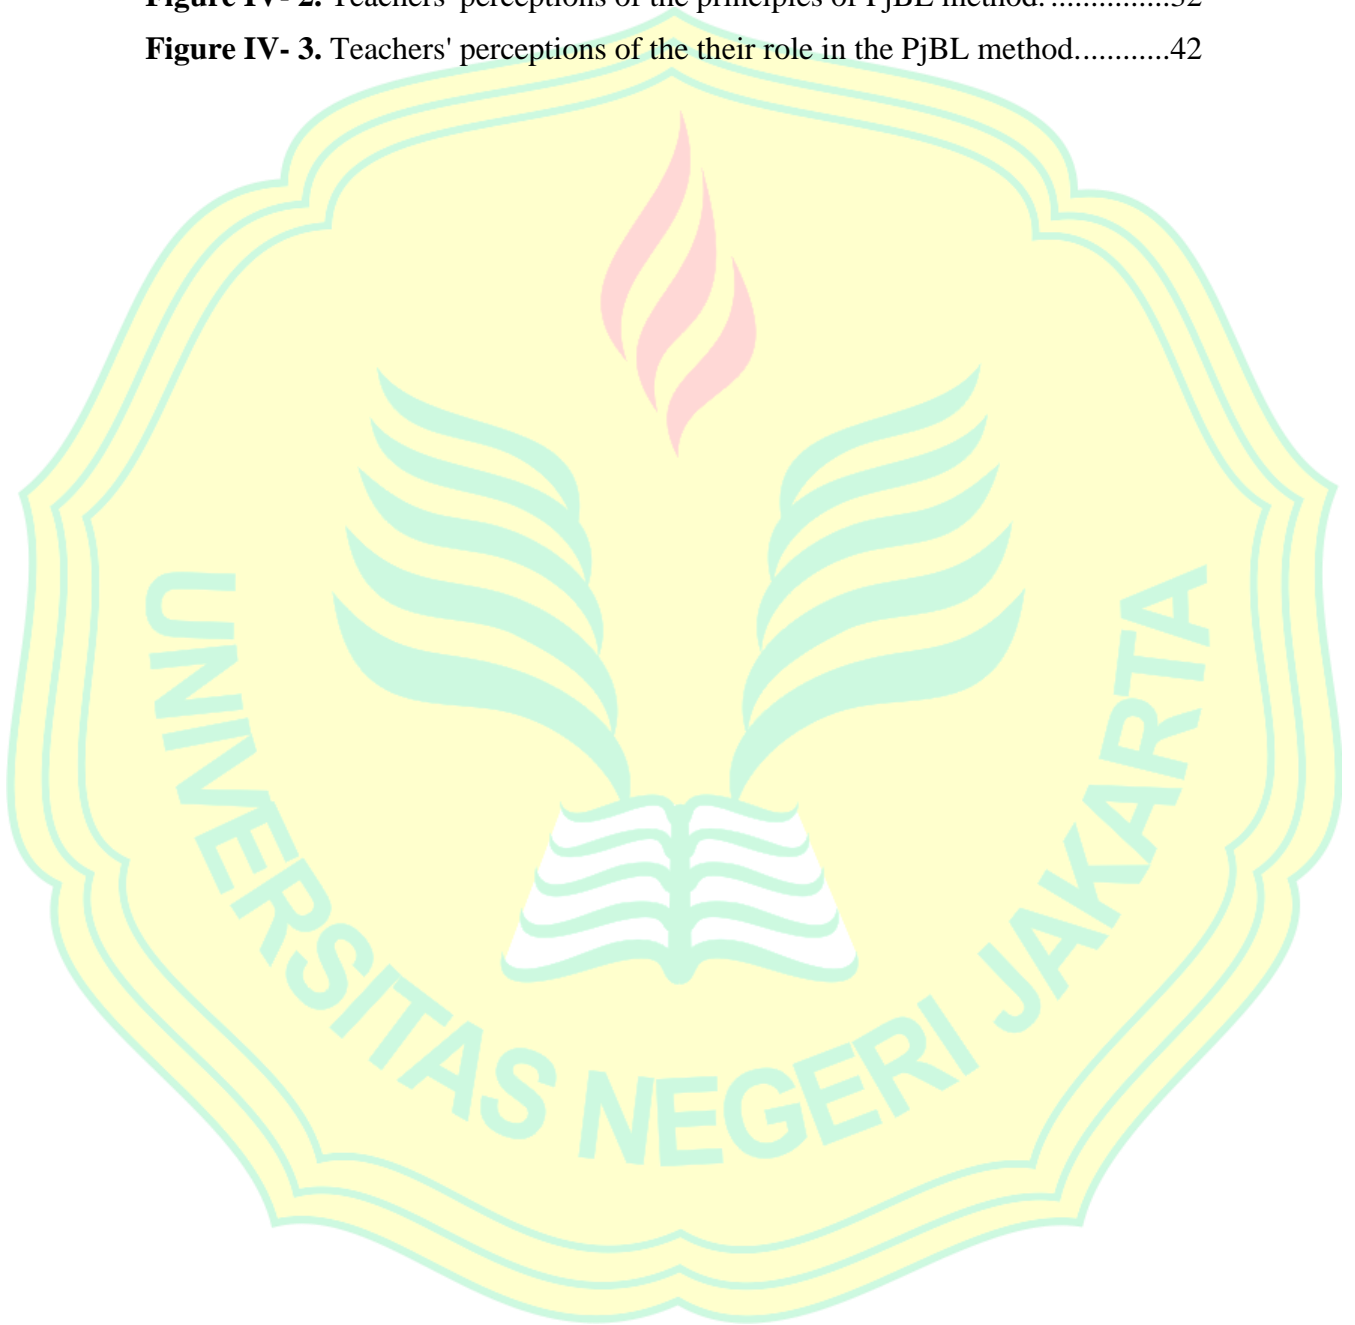 Figure IV- 2. Teachers' perceptions of the principles of PjBL method. ...............32
Figure IV- 3. Teachers' perceptions of the their role in the PjBL method............42
UNIVERSITAS NEGERI JAKARTA